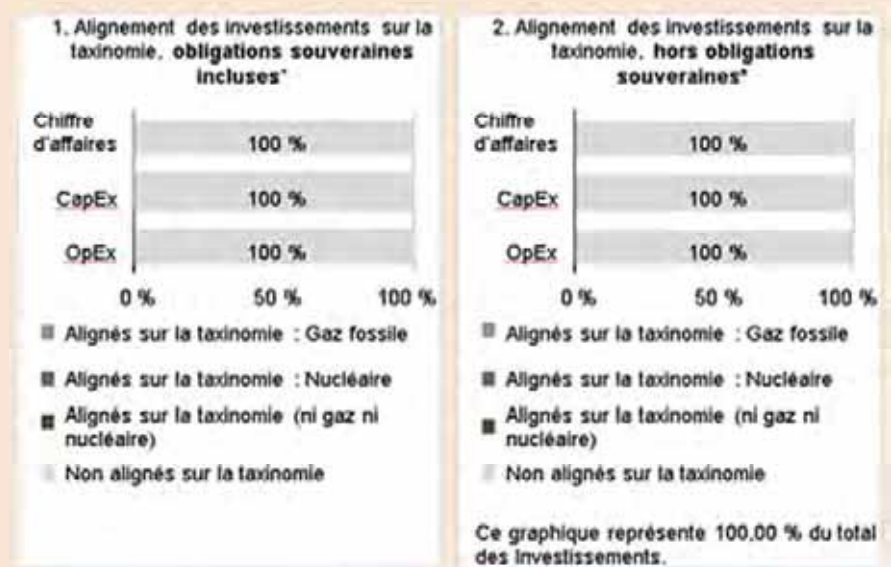 1. Alignement des investissements sur la
taxinomie, obligations souveraines
incluses*
Chiffre
d'affaires
100 %
CapEx
100 %
OpEx
100 %
0 % 50 % 100 %
Alignés sur la taxinomie : Gaz fossile
Alignés sur la taxinomie : Nucléaire
Alignés sur la taxinomie (ni gaz ni
nucléaire)
Non alignés sur la taxinomie
2. Alignement des investissements sur la
taxinomie, hors obligations
souveraines*
Chiffre
d'affaires
100 %
CapEx
100 %
OpEx
100 %
0 % 50 % 100 %
Alignés sur la taxinomie : Gaz fossile
Alignés sur la taxinomie : Nucléaire
Alignés sur la taxinomie (ni gaz ni
nucléaire)
Non alignés sur la taxinomie
Ce graphique représente 100,00 % du total
des Investissements.